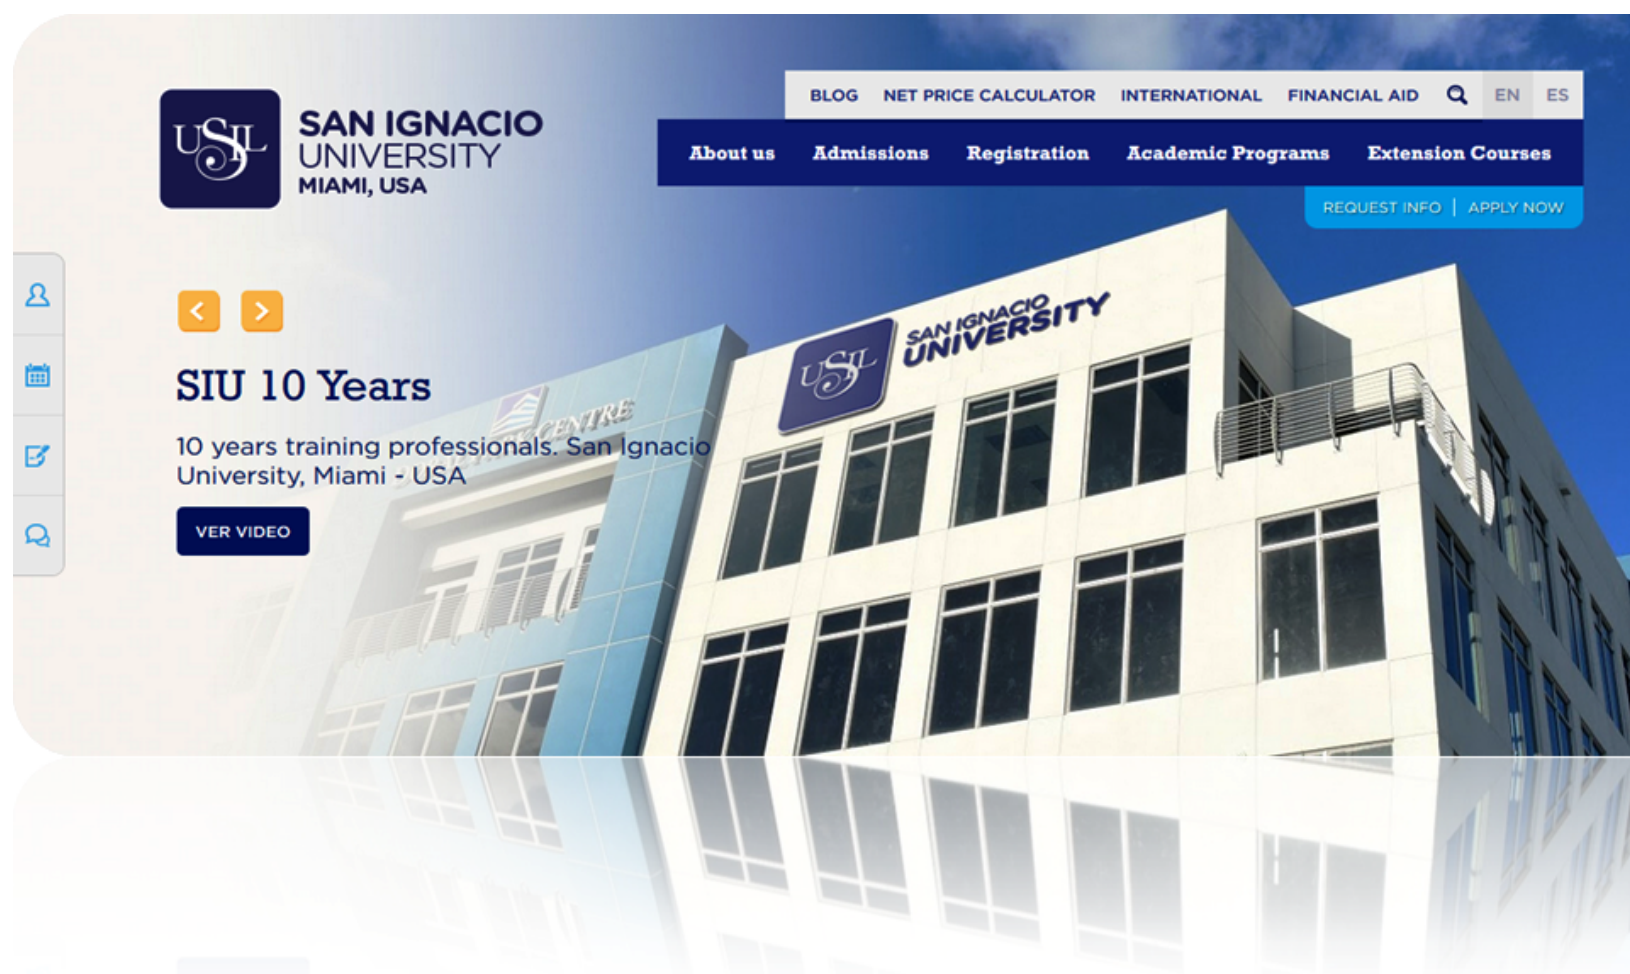 BLOG NET PRICE CALCULATOR INTERNATIONAL FINANCIAL AID EN ES
USIL
SAN IGNACIO
UNIVERSITY
MIAMI, USA
About us Admissions Registration Academic Programs Extension Courses
REQUEST INFO | APPLY NOW
USIL
SAN IGNACIO
UNIVERSITY
SIU 10 Years
CENTRE
10 years training professionals. San Ignacio
University, Miami - USA
VER VIDEO